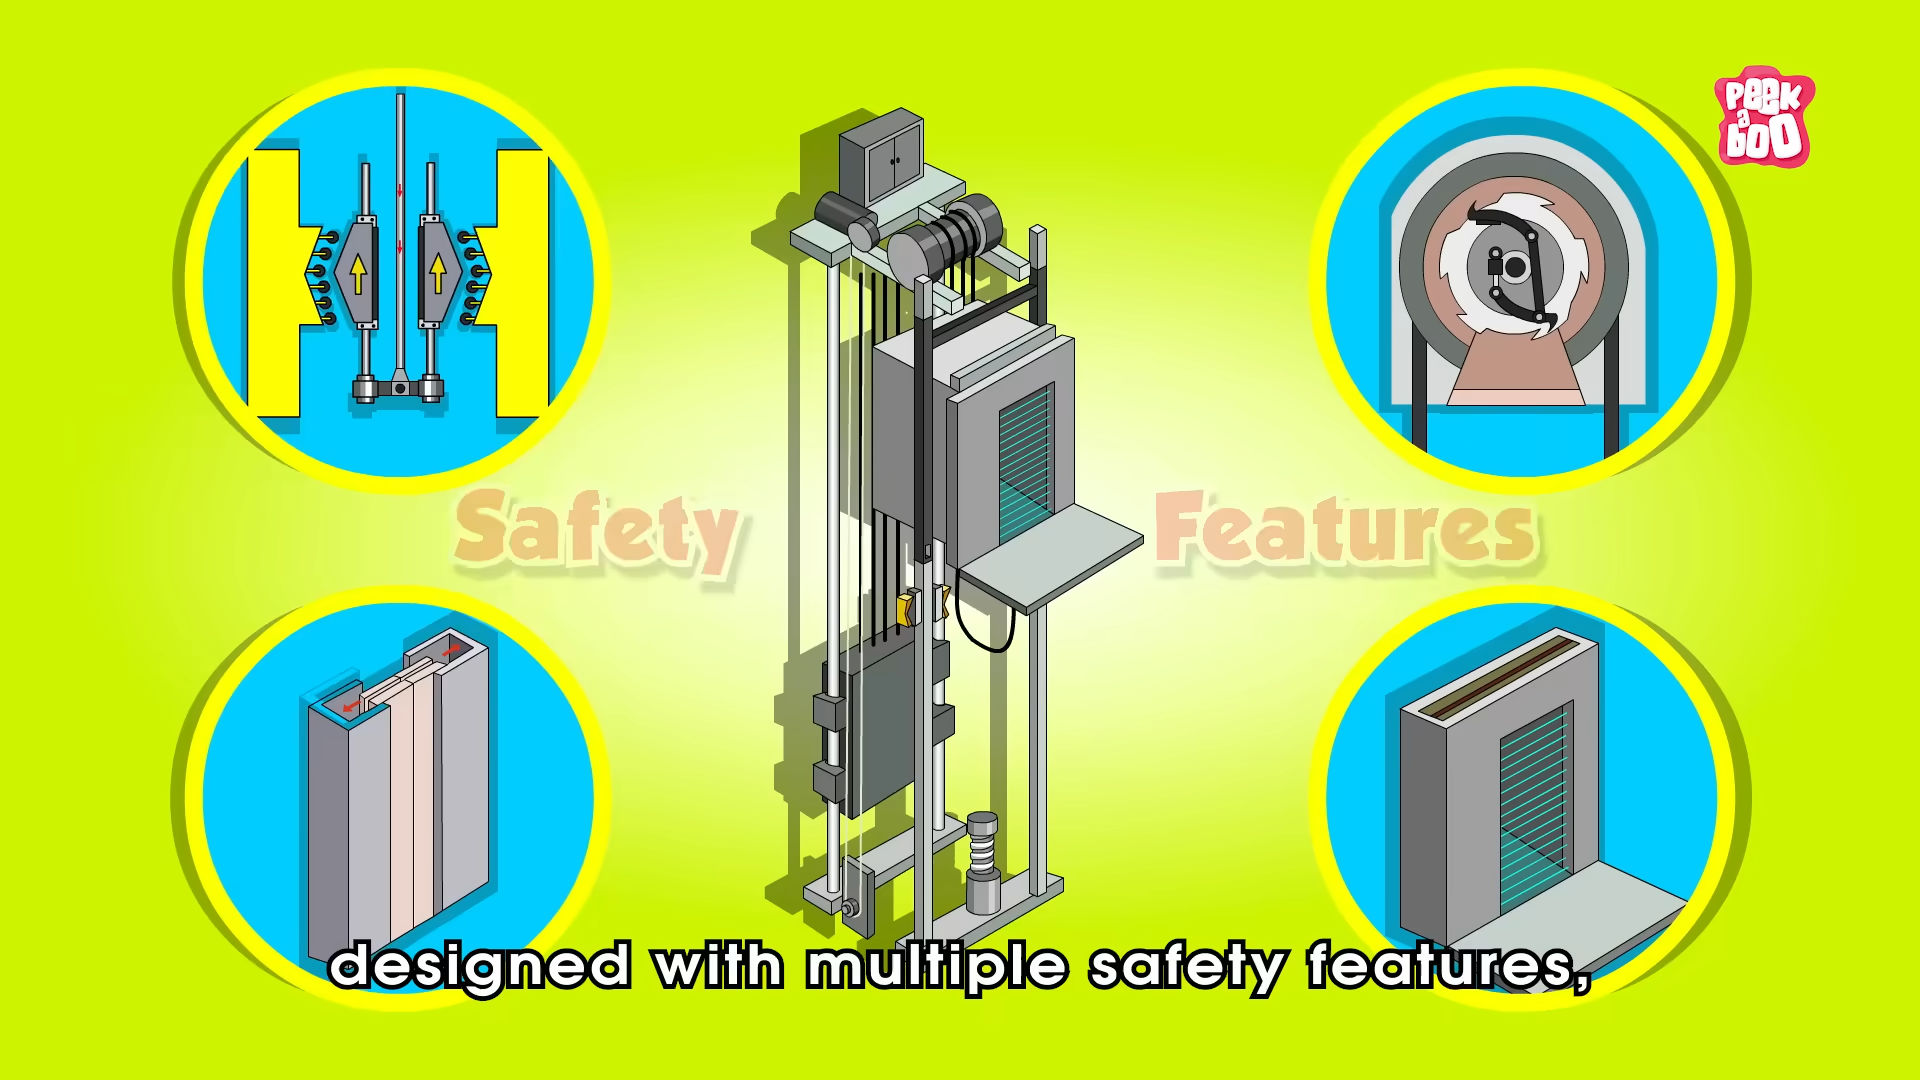 Peek
a
boo
Safety Features
designed with multiple safety features,